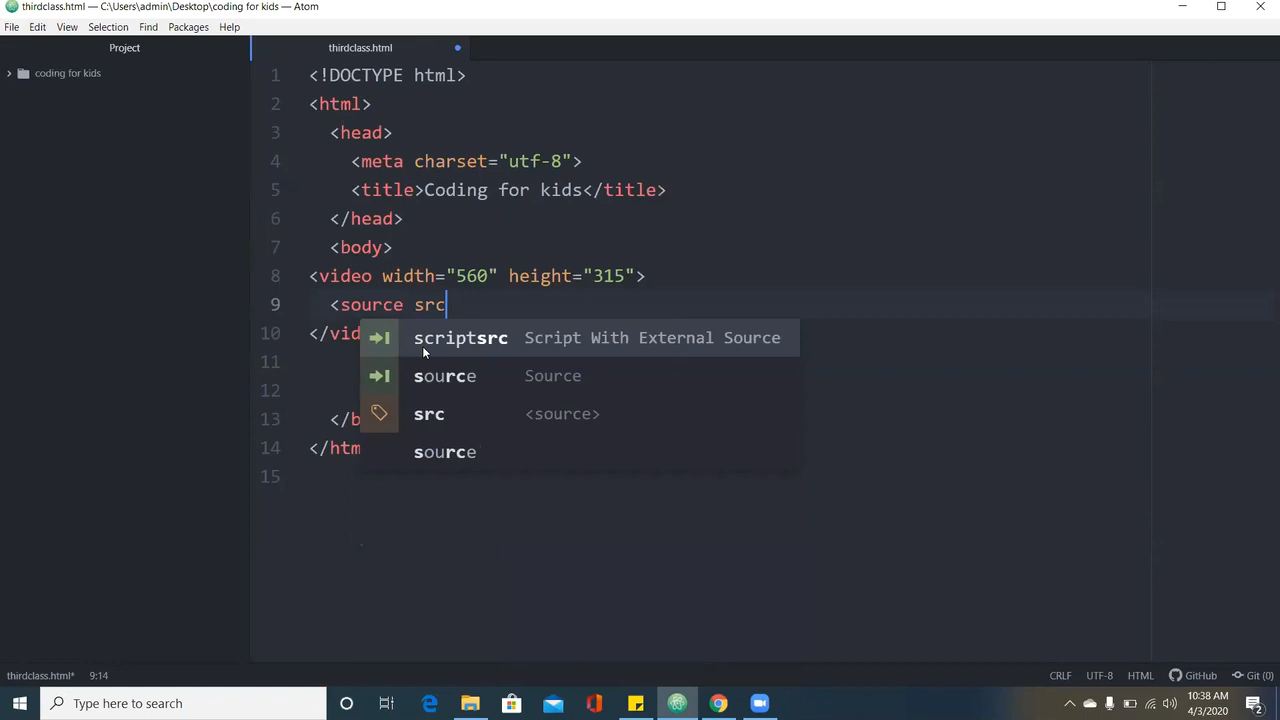 thirdclass.html — C:\Users\admin\Desktop\coding for kids — Atom
File Edit View Selection Find Packages Help
Project
thirdclass.html
coding for kids
1 <!DOCTYPE html>
2 <html>
3 <head>
4 <meta charset="utf-8">
5 <title>Coding for kids</title>
6 </head>
7 <body>
8 <video width="560" height="315">
9 <source src
10 </vid
scriptsrc Script With External Source
11
source Source
12
src <source>
13 </b
14 </htm
source
15
thirdclass.html* 9:14 CRLF UTF-8 HTML GitHub Git (0)
Type here to search
10:38 AM
4/3/2020
2